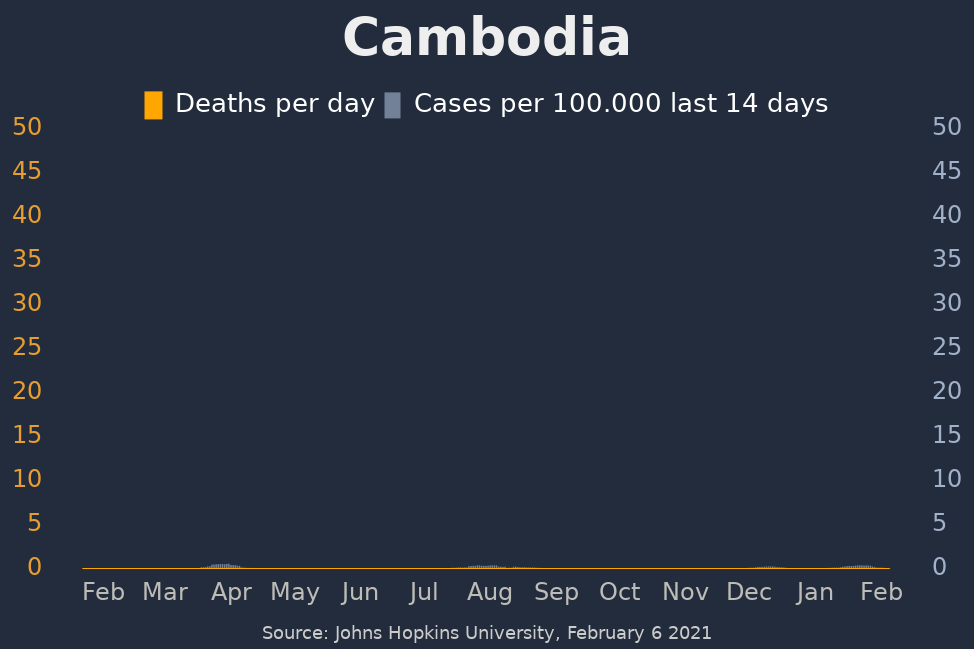 Cambodia
Deaths per day Cases per 100.000 last 14 days
50 50
45 45
40 40
35 35
30 30
25 25
20 20
15 15
10 10
5 5
0 0
Feb Mar Apr May Jun Jul Aug Sep Oct Nov Dec Jan Feb
Source: Johns Hopkins University, February 6 2021